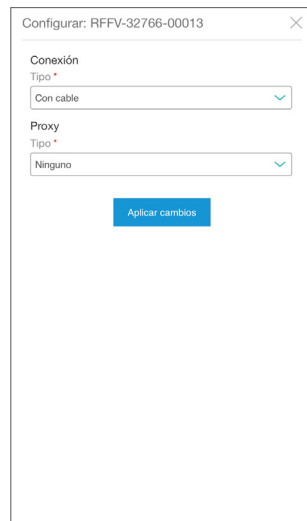 Configurar: RFFV-32766-00013
Conexión
Tipo *
Con cable
Proxy
Tipo *
Ninguno
Aplicar cambios